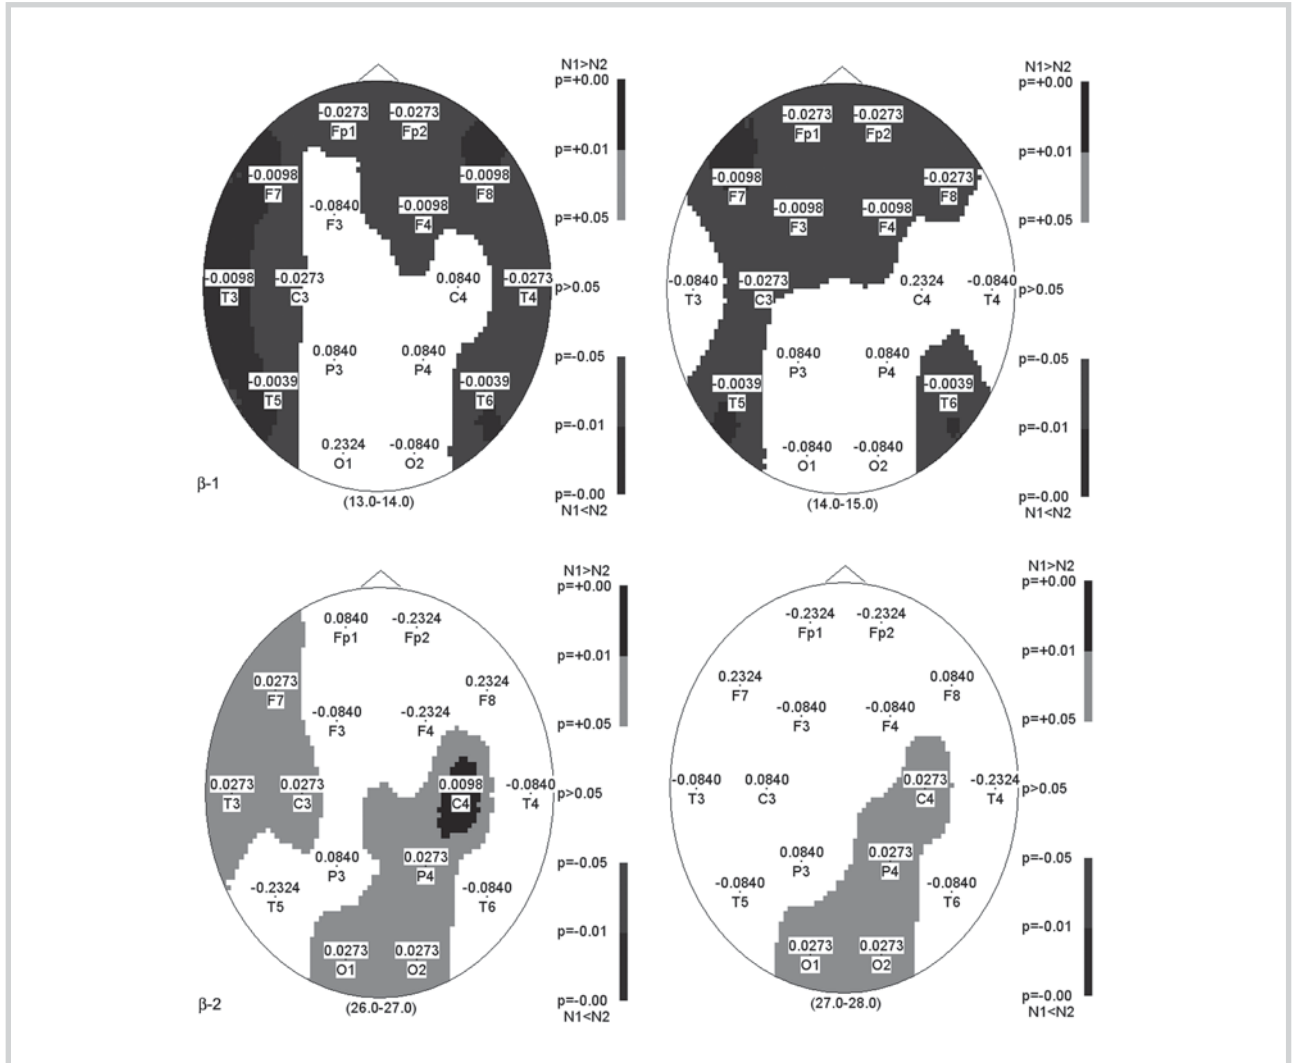 N1>N2
p=+0.00
p=+0.01
p=+0.05
p>0.05
p=-0.05
p=-0.01
p=-0.00
N1<N2
-0.0273 -0.0273
Fp1 Fp2
-0.0098 -0.0098
F7 F8
-0.0840 -0.0098
F3 F4
-0.0098 -0.0273 0.0840 -0.0273
T3 C3 C4 T4
0.0840 0.0840
P3 P4
-0.0039 -0.0039
T5 T6
0.2324 -0.0840
O1 O2
β-1
(13.0-14.0)
N1>N2
p=+0.00
p=+0.01
p=+0.05
p>0.05
p=-0.05
p=-0.01
p=-0.00
N1<N2
-0.0273 -0.0273
Fp1 Fp2
-0.0098 -0.0273
F7 F8
-0.0098 -0.0098
F3 F4
-0.0840 -0.0273 0.2324 -0.0840
T3 C3 C4 T4
0.0840 0.0840
P3 P4
-0.0039 -0.0039
T5 T6
-0.0840 -0.0840
O1 O2
(14.0-15.0)
N1>N2
p=+0.00
p=+0.01
p=+0.05
p>0.05
p=-0.05
p=-0.01
p=-0.00
N1<N2
0.0840 -0.2324
Fp1 Fp2
0.0273 0.2324
F7 F8
-0.0840 -0.2324
F3 F4
0.0273 0.0273 0.0098 -0.0840
T3 C3 C4 T4
0.0840 0.0273
P3 P4
-0.2324 -0.0840
T5 T6
0.0273 0.0273
O1 O2
β-2
(26.0-27.0)
N1>N2
p=+0.00
p=+0.01
p=+0.05
p>0.05
p=-0.05
p=-0.01
p=-0.00
N1<N2
-0.2324 -0.2324
Fp1 Fp2
0.2324 0.0840
F7 F8
-0.0840 -0.0840
F3 F4
-0.0840 0.0840 0.0273 -0.2324
T3 C3 C4 T4
0.0840 0.0273
P3 P4
-0.0840 -0.0840
T5 T6
0.0273 0.0273
O1 O2
(27.0-28.0)